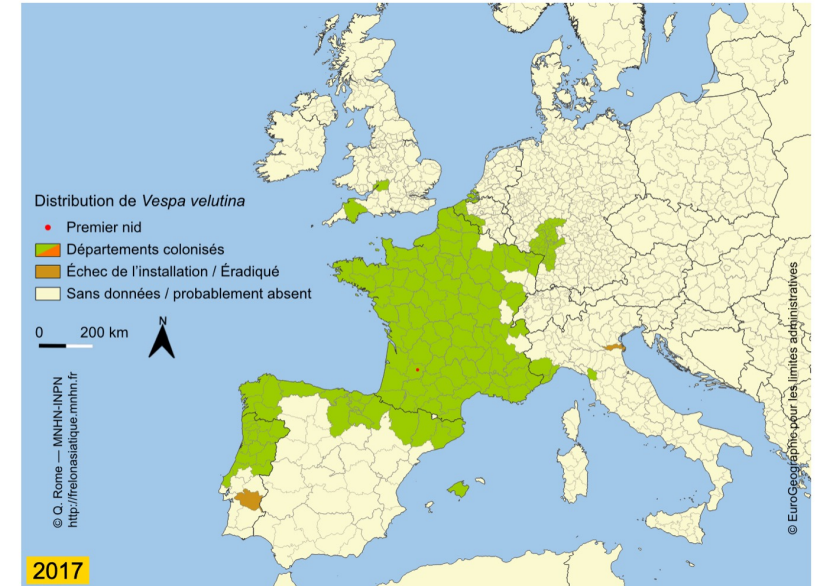 Distribution de Vespa velutina
Premier nid
Départements colonisés
Échec de l'installation / Éradiqué
Sans données / probablement absent
0 200 km
N
© Q. Rome — MNHN-INPN
http://frelonasiatique.mnhn.fr
© EuroGeographic pour les limites administratives
2017